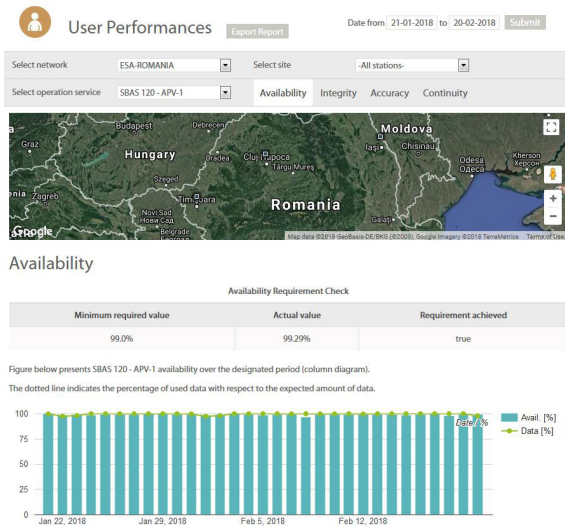 User Performances
Export Report
Date from 21-01-2018 to 20-02-2018 Submit
Select network ESA-ROMANIA Select site -All stations-
Select operation service SBAS 120 - APV-1 Availability Integrity Accuracy Continuity
Budapest
Debrecen
Moldova
Graz
Hungary
Oradea
Iași
Chișinău
Târgu Mureș
Odesa
Одеса
Kherson
Херсон
Szeged
Zagreb
Romania
Novi Sad
Нови Сад
Galați
Belgrade
Google
Map data ©2018 GeoBasis-DE/BKG (©2009), Google Imagery ©2018 TerraMetrics Terms of Use
Availability
Availability Requirement Check
Minimum required value Actual value Requirement achieved
99.0% 99.29% true
Figure below presents SBAS 120 - APV-1 availability over the designated period (column diagram).
The dotted line indicates the percentage of used data with respect to the expected amount of data.
100
75
50
25
0
Date / %
Avail. [%]
Data [%]
Jan 22, 2018 Jan 29, 2018 Feb 5, 2018 Feb 12, 2018